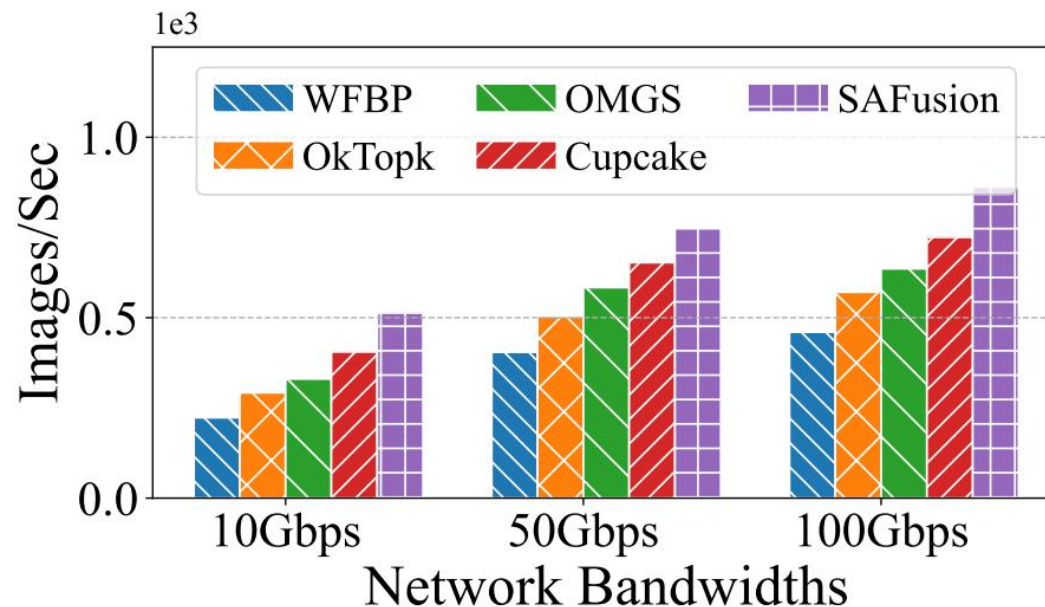 1e3
Images/Sec
1.0
0.5
0.0
WFBP
OkTopk
OMGS
Cupcake
SAFusion
10Gbps
50Gbps
100Gbps
Network Bandwidths